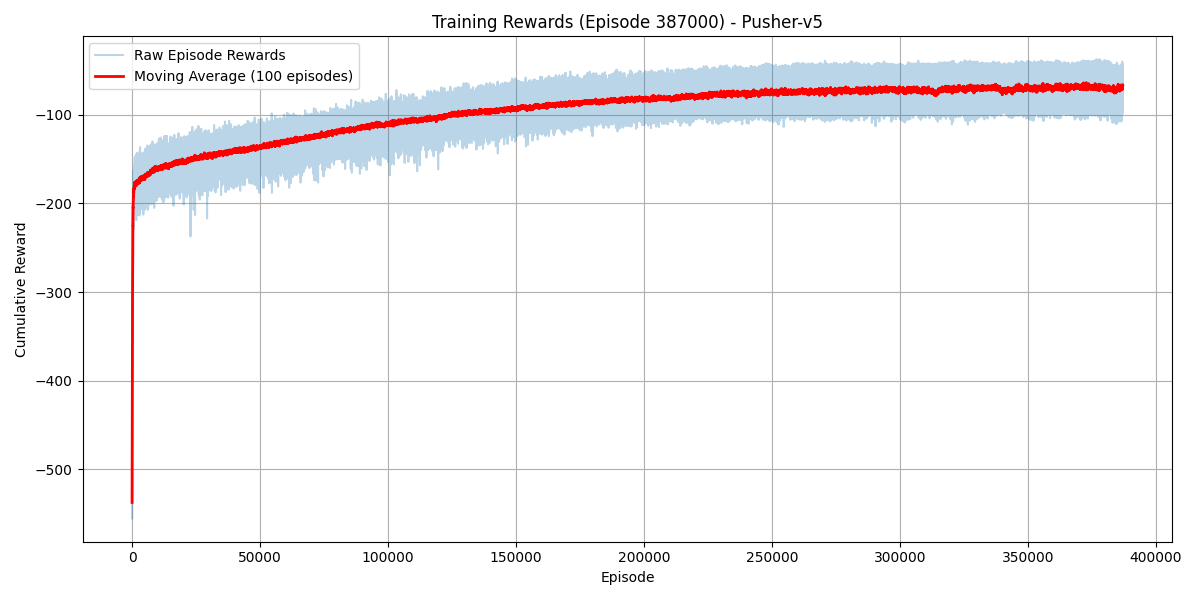 Training Rewards (Episode 387000) - Pusher-v5
Raw Episode Rewards
Moving Average (100 episodes)
Cumulative Reward
−100
−200
−300
−400
−500
0
50000
100000
150000
200000
250000
300000
350000
400000
Episode